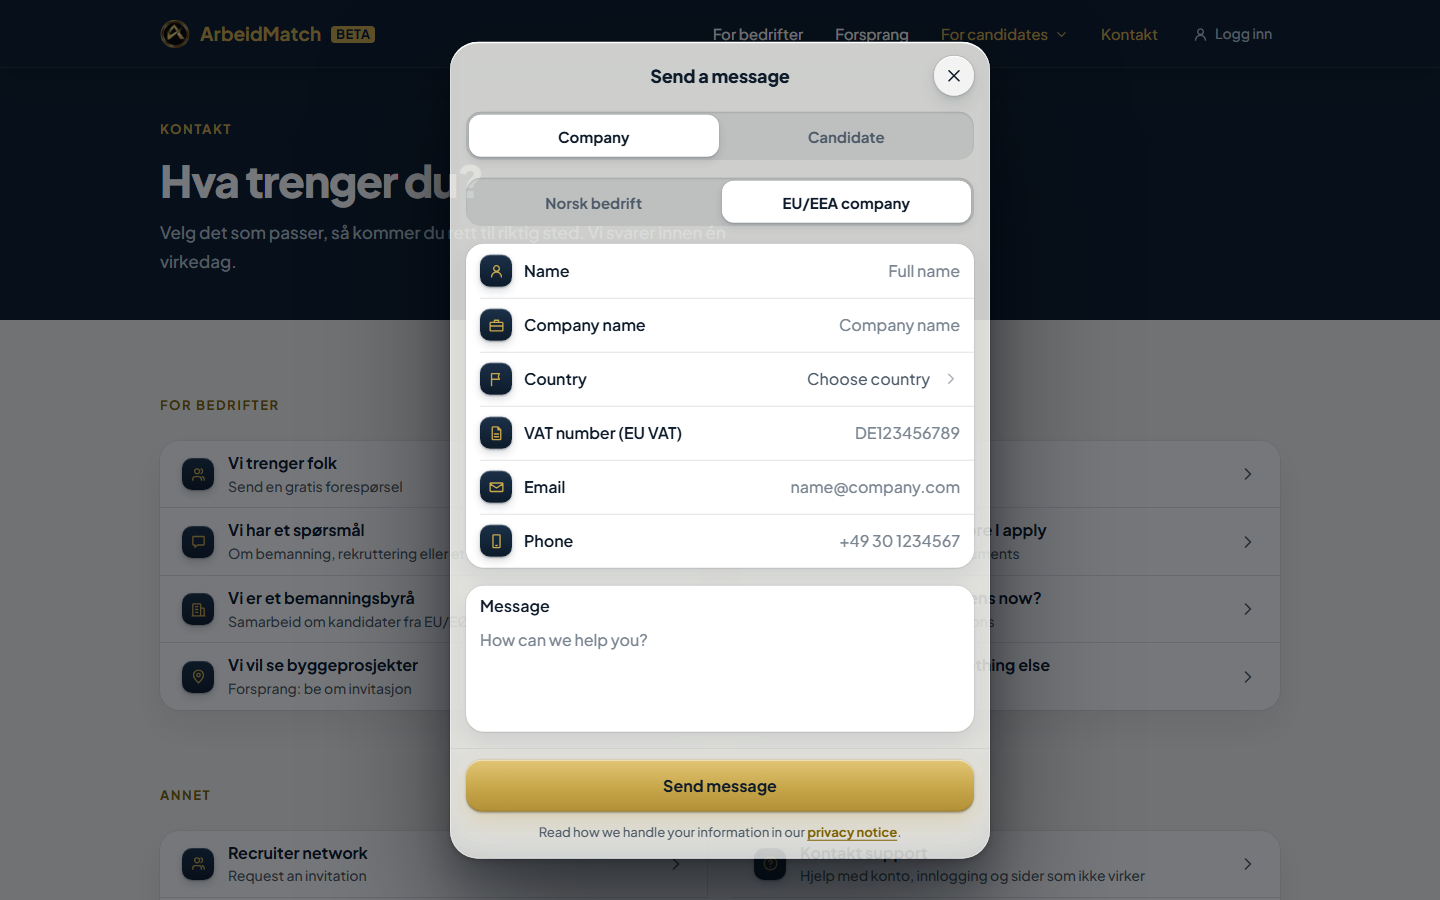 ArbeidMatch BETA
For bedrifter
Forsprang
For candidates
Kontakt
Logg inn
KONTAKT
Hva trenger du?
Velg det som passer, så kommer du rett til riktig sted. Vi svarer innen én
virkedag.
Send a message
Company
Candidate
Norsk bedrift
EU/EEA company
Name
Full name
Company name
Company name
Country
Choose country
VAT number (EU VAT)
DE123456789
Email
name@company.com
Phone
+49 30 1234567
Message
How can we help you?
Send message
Read how we handle your information in our privacy notice.
FOR BEDRIFTER
Vi trenger folk
Send en gratis forespørsel
Vi har et spørsmål
Om bemanning, rekruttering eller
Vi er et bemanningsbyrå
Samarbeid om kandidater fra EU/
Vi vil se byggeprosjekter
Forsprang: be om invitasjon
I apply
now?
else
ANNET
Recruiter network
Request an invitation
Kontakt support
Hjelp med konto, innlogging og sider som ikke virker